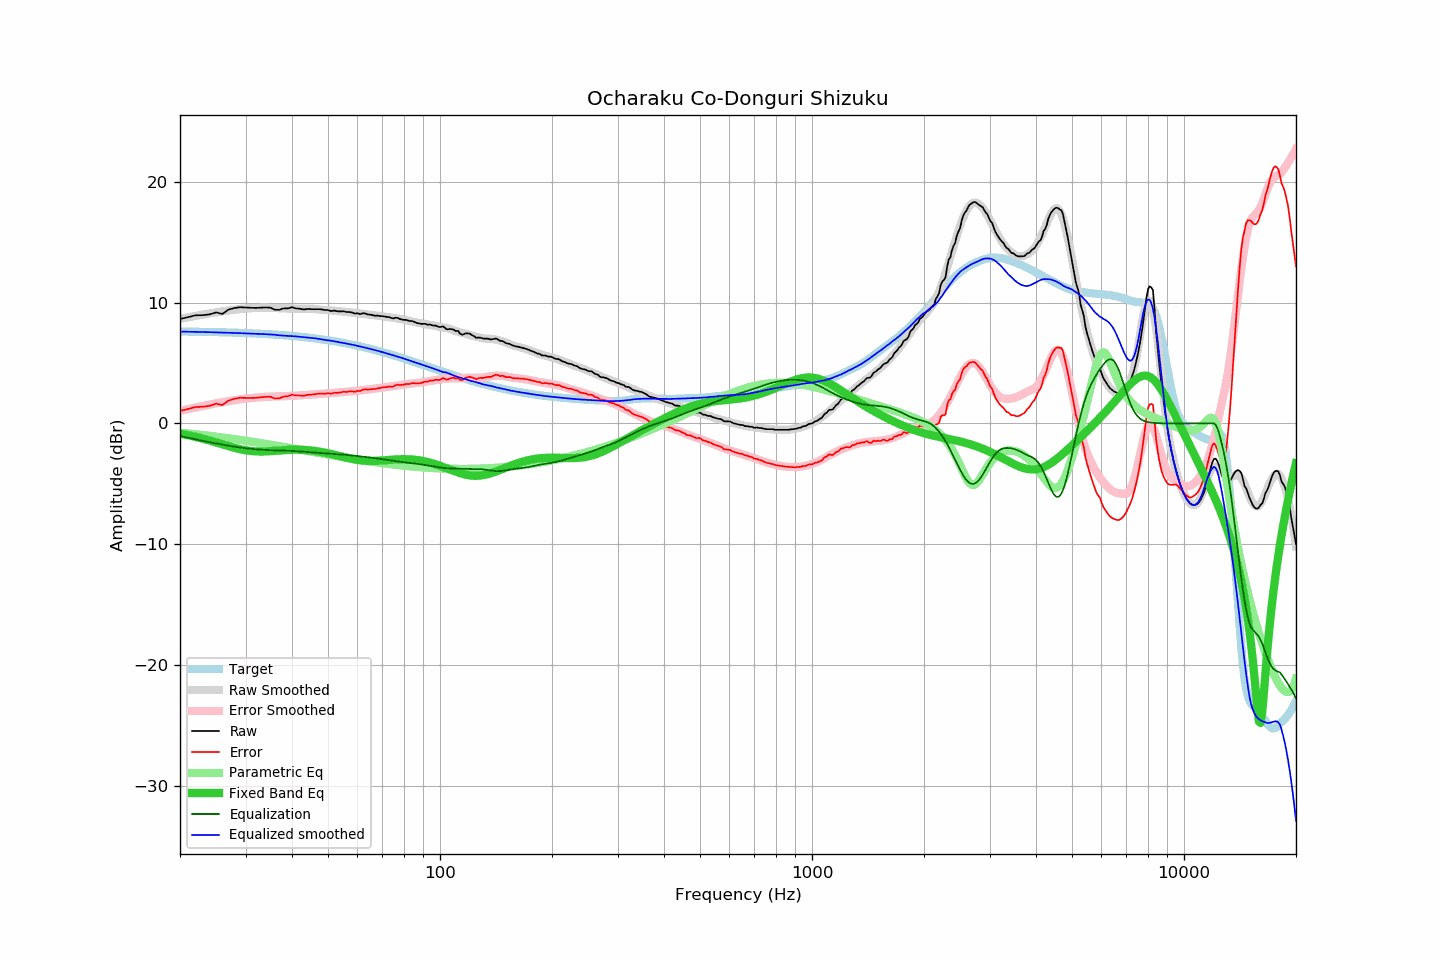 Ocharaku Co-Donguri Shizuku
20
10
0
−10
−20
−30
Amplitude (dBr)
Target
Raw Smoothed
Error Smoothed
Raw
Error
Parametric Eq
Fixed Band Eq
Equalization
Equalized smoothed
100
1000
10000
Frequency (Hz)